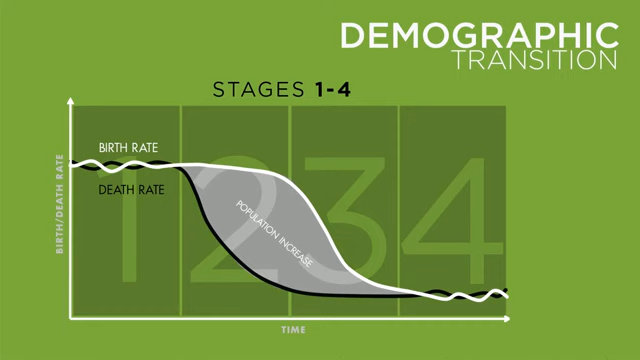 DEMOGRAPHIC
TRANSITION
STAGES 1-4
BIRTH/DEATH RATE
BIRTH RATE
DEATH RATE
POPULATION INCREASE
1 2 3 4
TIME